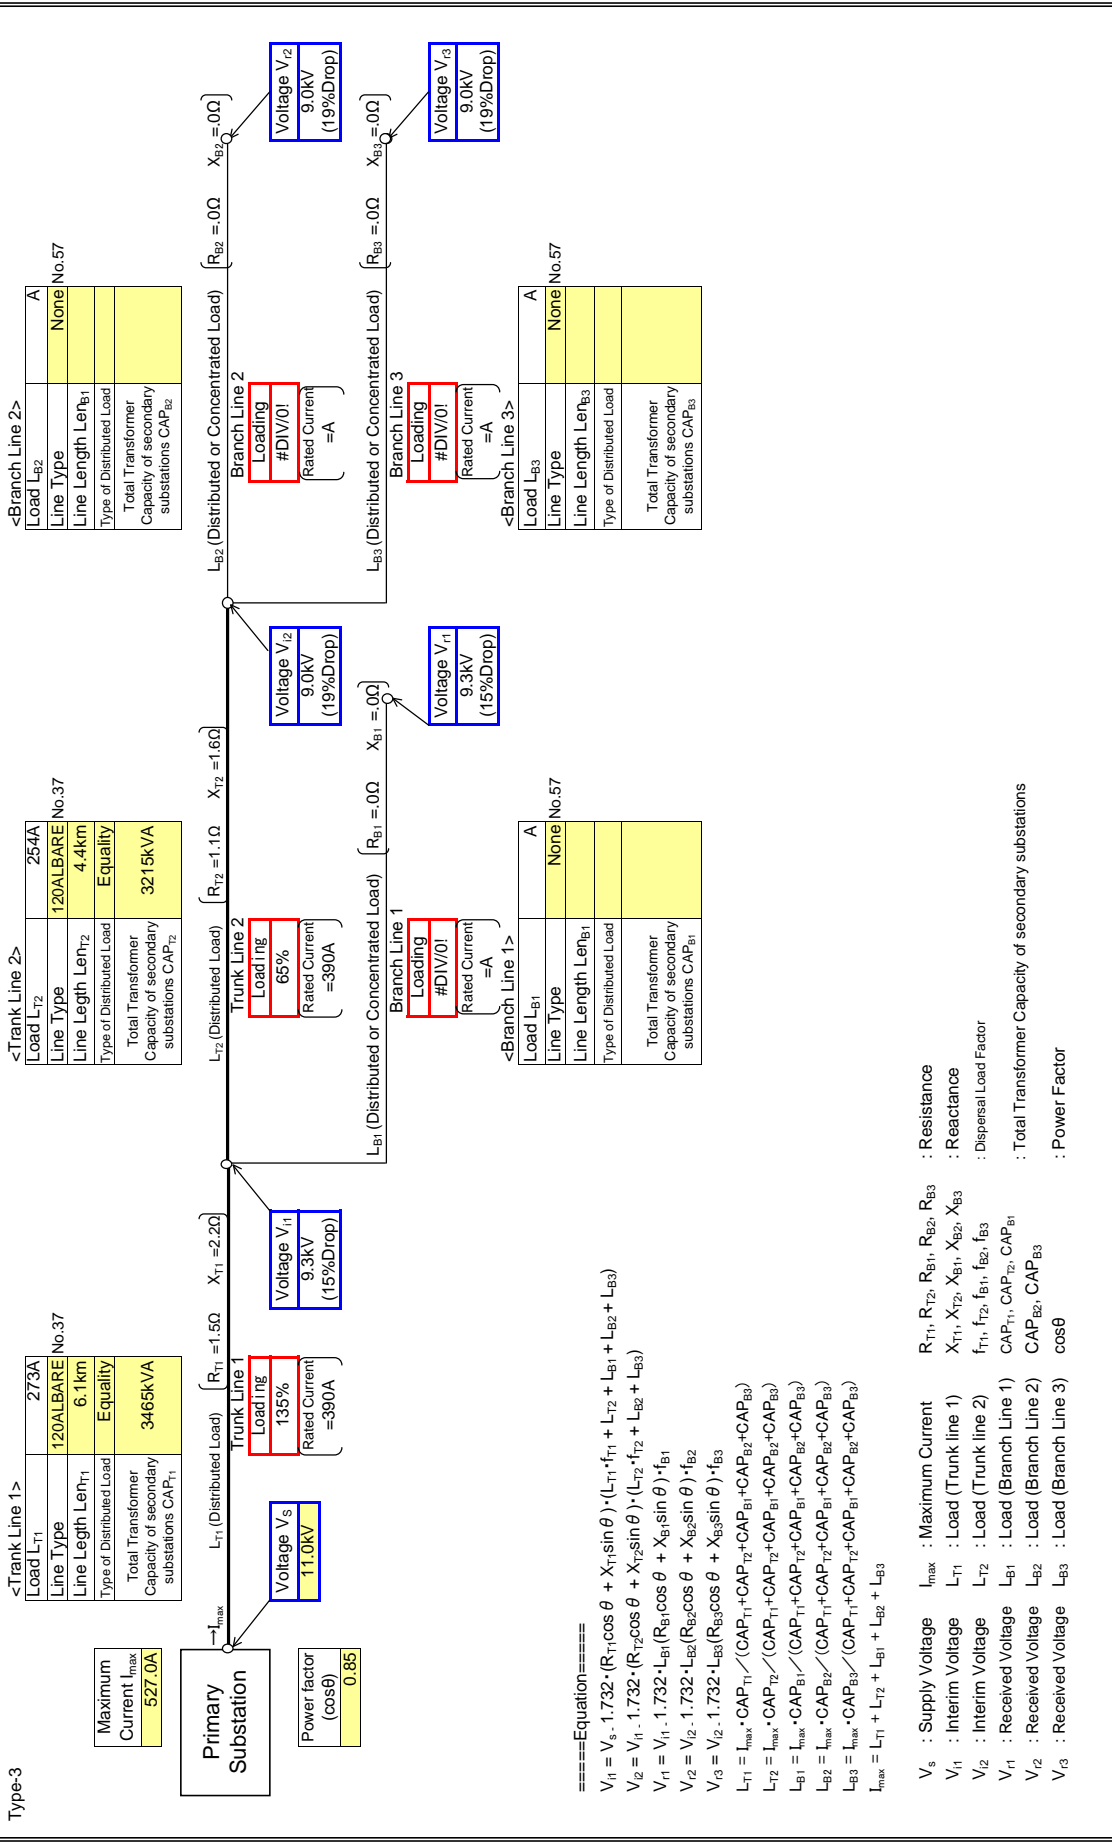 Type-3
Maximum
Current Imax
527.0A
Primary
Substation
Power factor
(cosθ)
0.85
→Imax
Voltage VS
11.0kV
<Trank Line 1>
Load LT1 273A
Line Type 120ALBARE No.37
Line Legth LenT1 6.1km
Type of Distributed Load Equality
Total Transformer
Capacity of secondary
substations CAPT1
3465kVA
LT1 (Distributed Load)
RT1 =1.5Ω XT1 =2.2Ω
Trunk Line 1
Loading
135%
Rated Current
=390A
Voltage Vi1
9.3kV
(15%Drop)
<Trank Line 2>
Load LT2 254A
Line Type 120ALBARE No.37
Line Legth LenT2 4.4km
Type of Distributed Load Equality
Total Transformer
Capacity of secondary
substations CAPT2
3215kVA
LT2 (Distributed Load)
RT2 =1.1Ω XT2 =1.6Ω
Trunk Line 2
Loading
65%
Rated Current
=390A
Voltage Vi2
9.0kV
(19%Drop)
LB1 (Distributed or Concentrated Load)
RB1 =.0Ω XB1 =.0Ω
Branch Line 1
Loading
#DIV/0!
Rated Current
=A
Voltage Vr1
9.3kV
(15%Drop)
<Branch Line 1>
Load LB1 A
Line Type None No.57
Line Length LenB1
Type of Distributed Load
Total Transformer
Capacity of secondary
substations CAPB1
<Branch Line 2>
Load LB2 A
Line Type None No.57
Line Length LenB1
Type of Distributed Load
Total Transformer
Capacity of secondary
substations CAPB2
LB2 (Distributed or Concentrated Load)
RB2 =.0Ω XB2 =.0Ω
Branch Line 2
Loading
#DIV/0!
Rated Current
=A
Voltage Vr2
9.0kV
(19%Drop)
LB3 (Distributed or Concentrated Load)
RB3 =.0Ω XB3 =.0Ω
Branch Line 3
Loading
#DIV/0!
Rated Current
=A
Voltage Vr3
9.0kV
(19%Drop)
<Branch Line 3>
Load LB3 A
Line Type None No.57
Line Length LenB3
Type of Distributed Load
Total Transformer
Capacity of secondary
substations CAPB3
=====Equation=====
Vi1 = Vs - 1.732・(RT1cos θ + XT1sin θ)・(LT1・fT1 + LT2 + LB1 + LB2 + LB3)
Vi2 = Vi1 - 1.732・(RT2cos θ + XT2sin θ)・(LT2・fT2 + LB2 + LB3)
Vr1 = Vi1 - 1.732・LB1(RB1cos θ + XB1sin θ)・fB1
Vr2 = Vi2 - 1.732・LB2(RB2cos θ + XB2sin θ)・fB2
Vr3 = Vi2 - 1.732・LB3(RB3cos θ + XB3sin θ)・fB3
LT1 = Imax・CAPT1／(CAPT1+CAPT2+CAPB1+CAPB2+CAPB3)
LT2 = Imax・CAPT2／(CAPT1+CAPT2+CAPB1+CAPB2+CAPB3)
LB1 = Imax・CAPB1／(CAPT1+CAPT2+CAPB1+CAPB2+CAPB3)
LB2 = Imax・CAPB2／(CAPT1+CAPT2+CAPB1+CAPB2+CAPB3)
LB3 = Imax・CAPB3／(CAPT1+CAPT2+CAPB1+CAPB2+CAPB3)
Imax = LT1 + LT2 + LB1 + LB2 + LB3
Vs : Supply Voltage Imax : Maximum Current RT1, RT2, RB1, RB2, RB3 : Resistance
Vi1 : Interim Voltage LT1 : Load (Trunk line 1) XT1, XT2, XB1, XB2, XB3 : Reactance
Vi2 : Interim Voltage LT2 : Load (Trunk line 2) fT1, fT2, fB1, fB2, fB3 : Dispersal Load Factor
Vr1 : Received Voltage LB1 : Load (Branch Line 1) CAPT1, CAPT2, CAPB1
Vr2 : Received Voltage LB2 : Load (Branch Line 2) CAPB2, CAPB3 : Total Transformer Capacity of secondary substations
Vr3 : Received Voltage LB3 : Load (Branch Line 3) cosθ : Power Factor